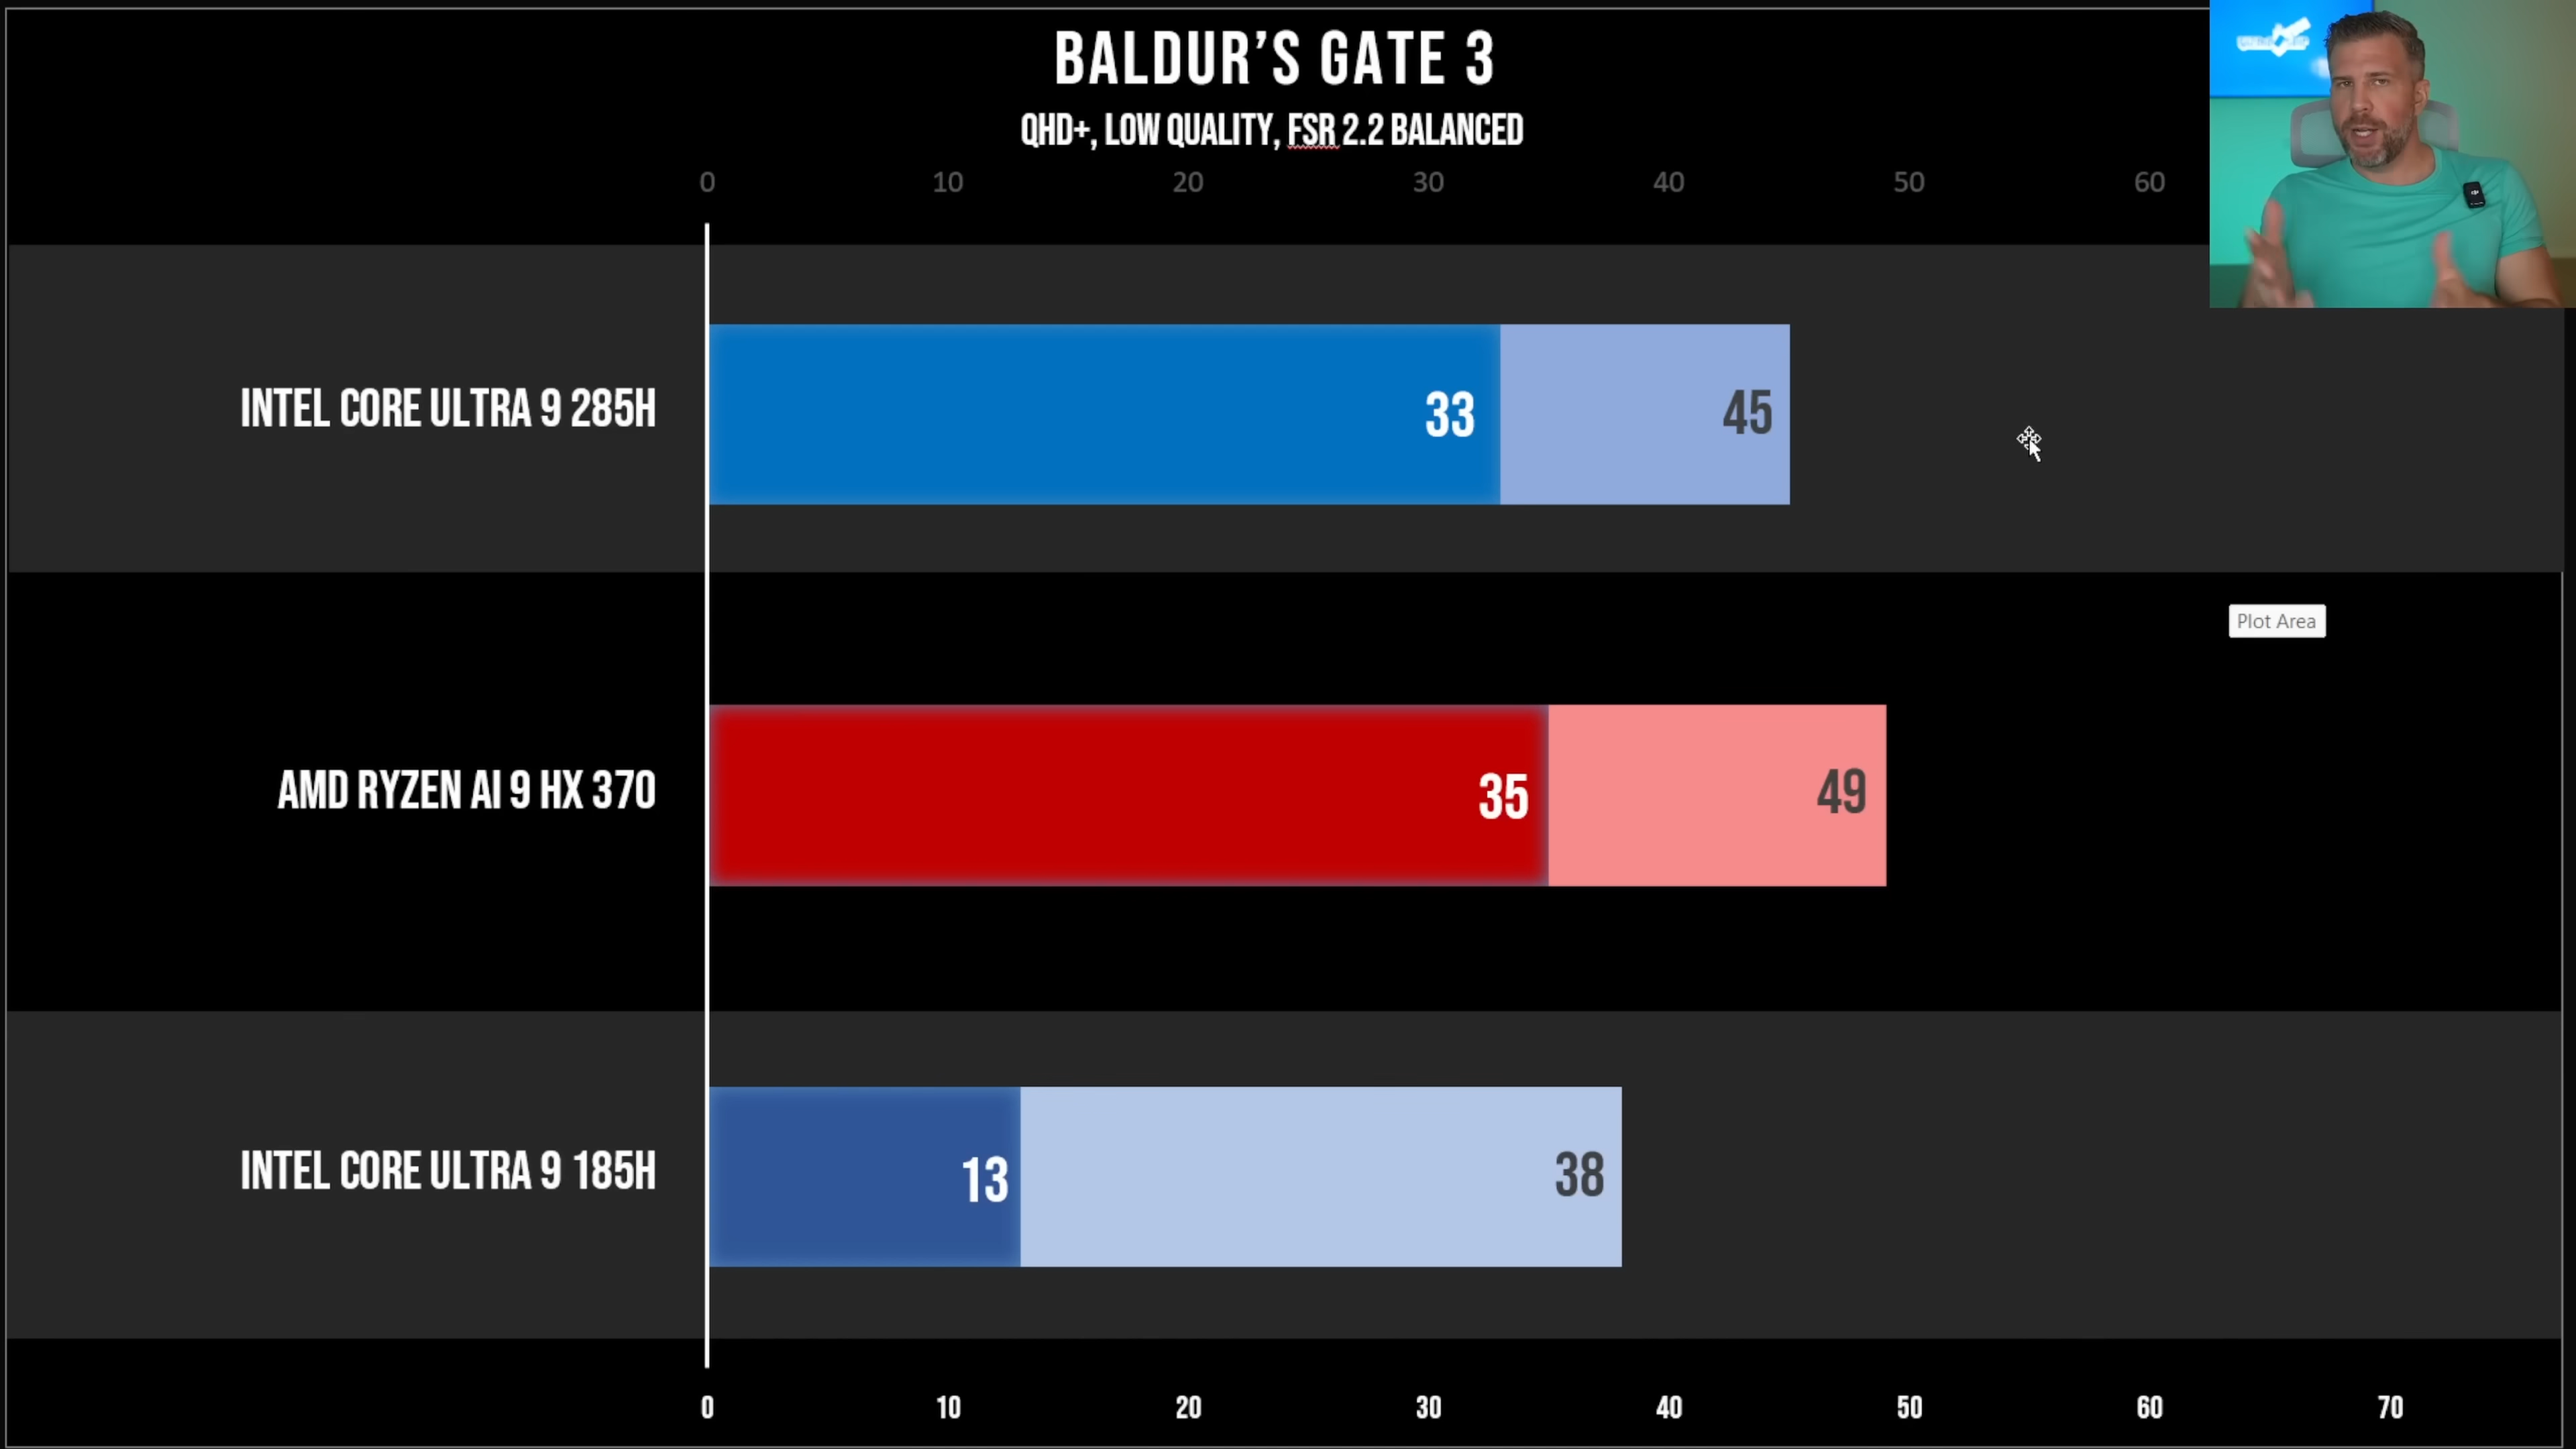 BALDUR'S GATE 3
QHD+, LOW QUALITY, FSR 2.2 BALANCED
0 10 20 30 40 50 60
INTEL CORE ULTRA 9 285H 33 45
Plot Area
AMD RYZEN AI 9 HX 370 35 49
INTEL CORE ULTRA 9 185H 13 38
0 10 20 30 40 50 60 70